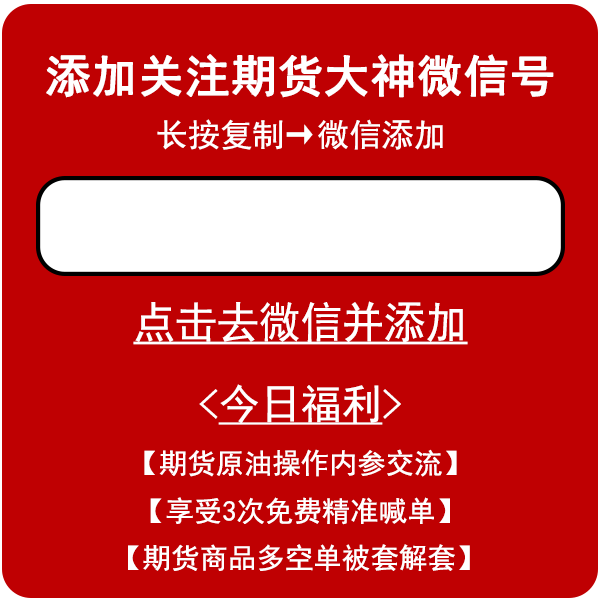 添加关注期货大神微信号
长按复制→微信添加
点击去微信并添加
<今日福利>
【期货原油操作内参交流】
【享受3次免费精准喊单】
【期货商品多空单被套解套】